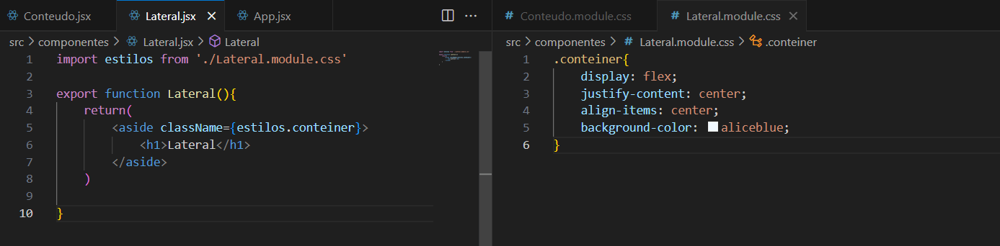 Conteudo.jsx
Lateral.jsx
App.jsx
src > componentes > Lateral.jsx > Lateral
1 import estilos from './Lateral.module.css'
2
3 export function Lateral(){
4 return(
5 <aside className={estilos.conteiner}>
6 <h1>Lateral</h1>
7 </aside>
8 )
9
10 }
Conteudo.module.css
Lateral.module.css
src > componentes > # Lateral.module.css > .conteiner
1 .conteiner{
2 display: flex;
3 justify-content: center;
4 align-items: center;
5 background-color: aliceblue;
6 }